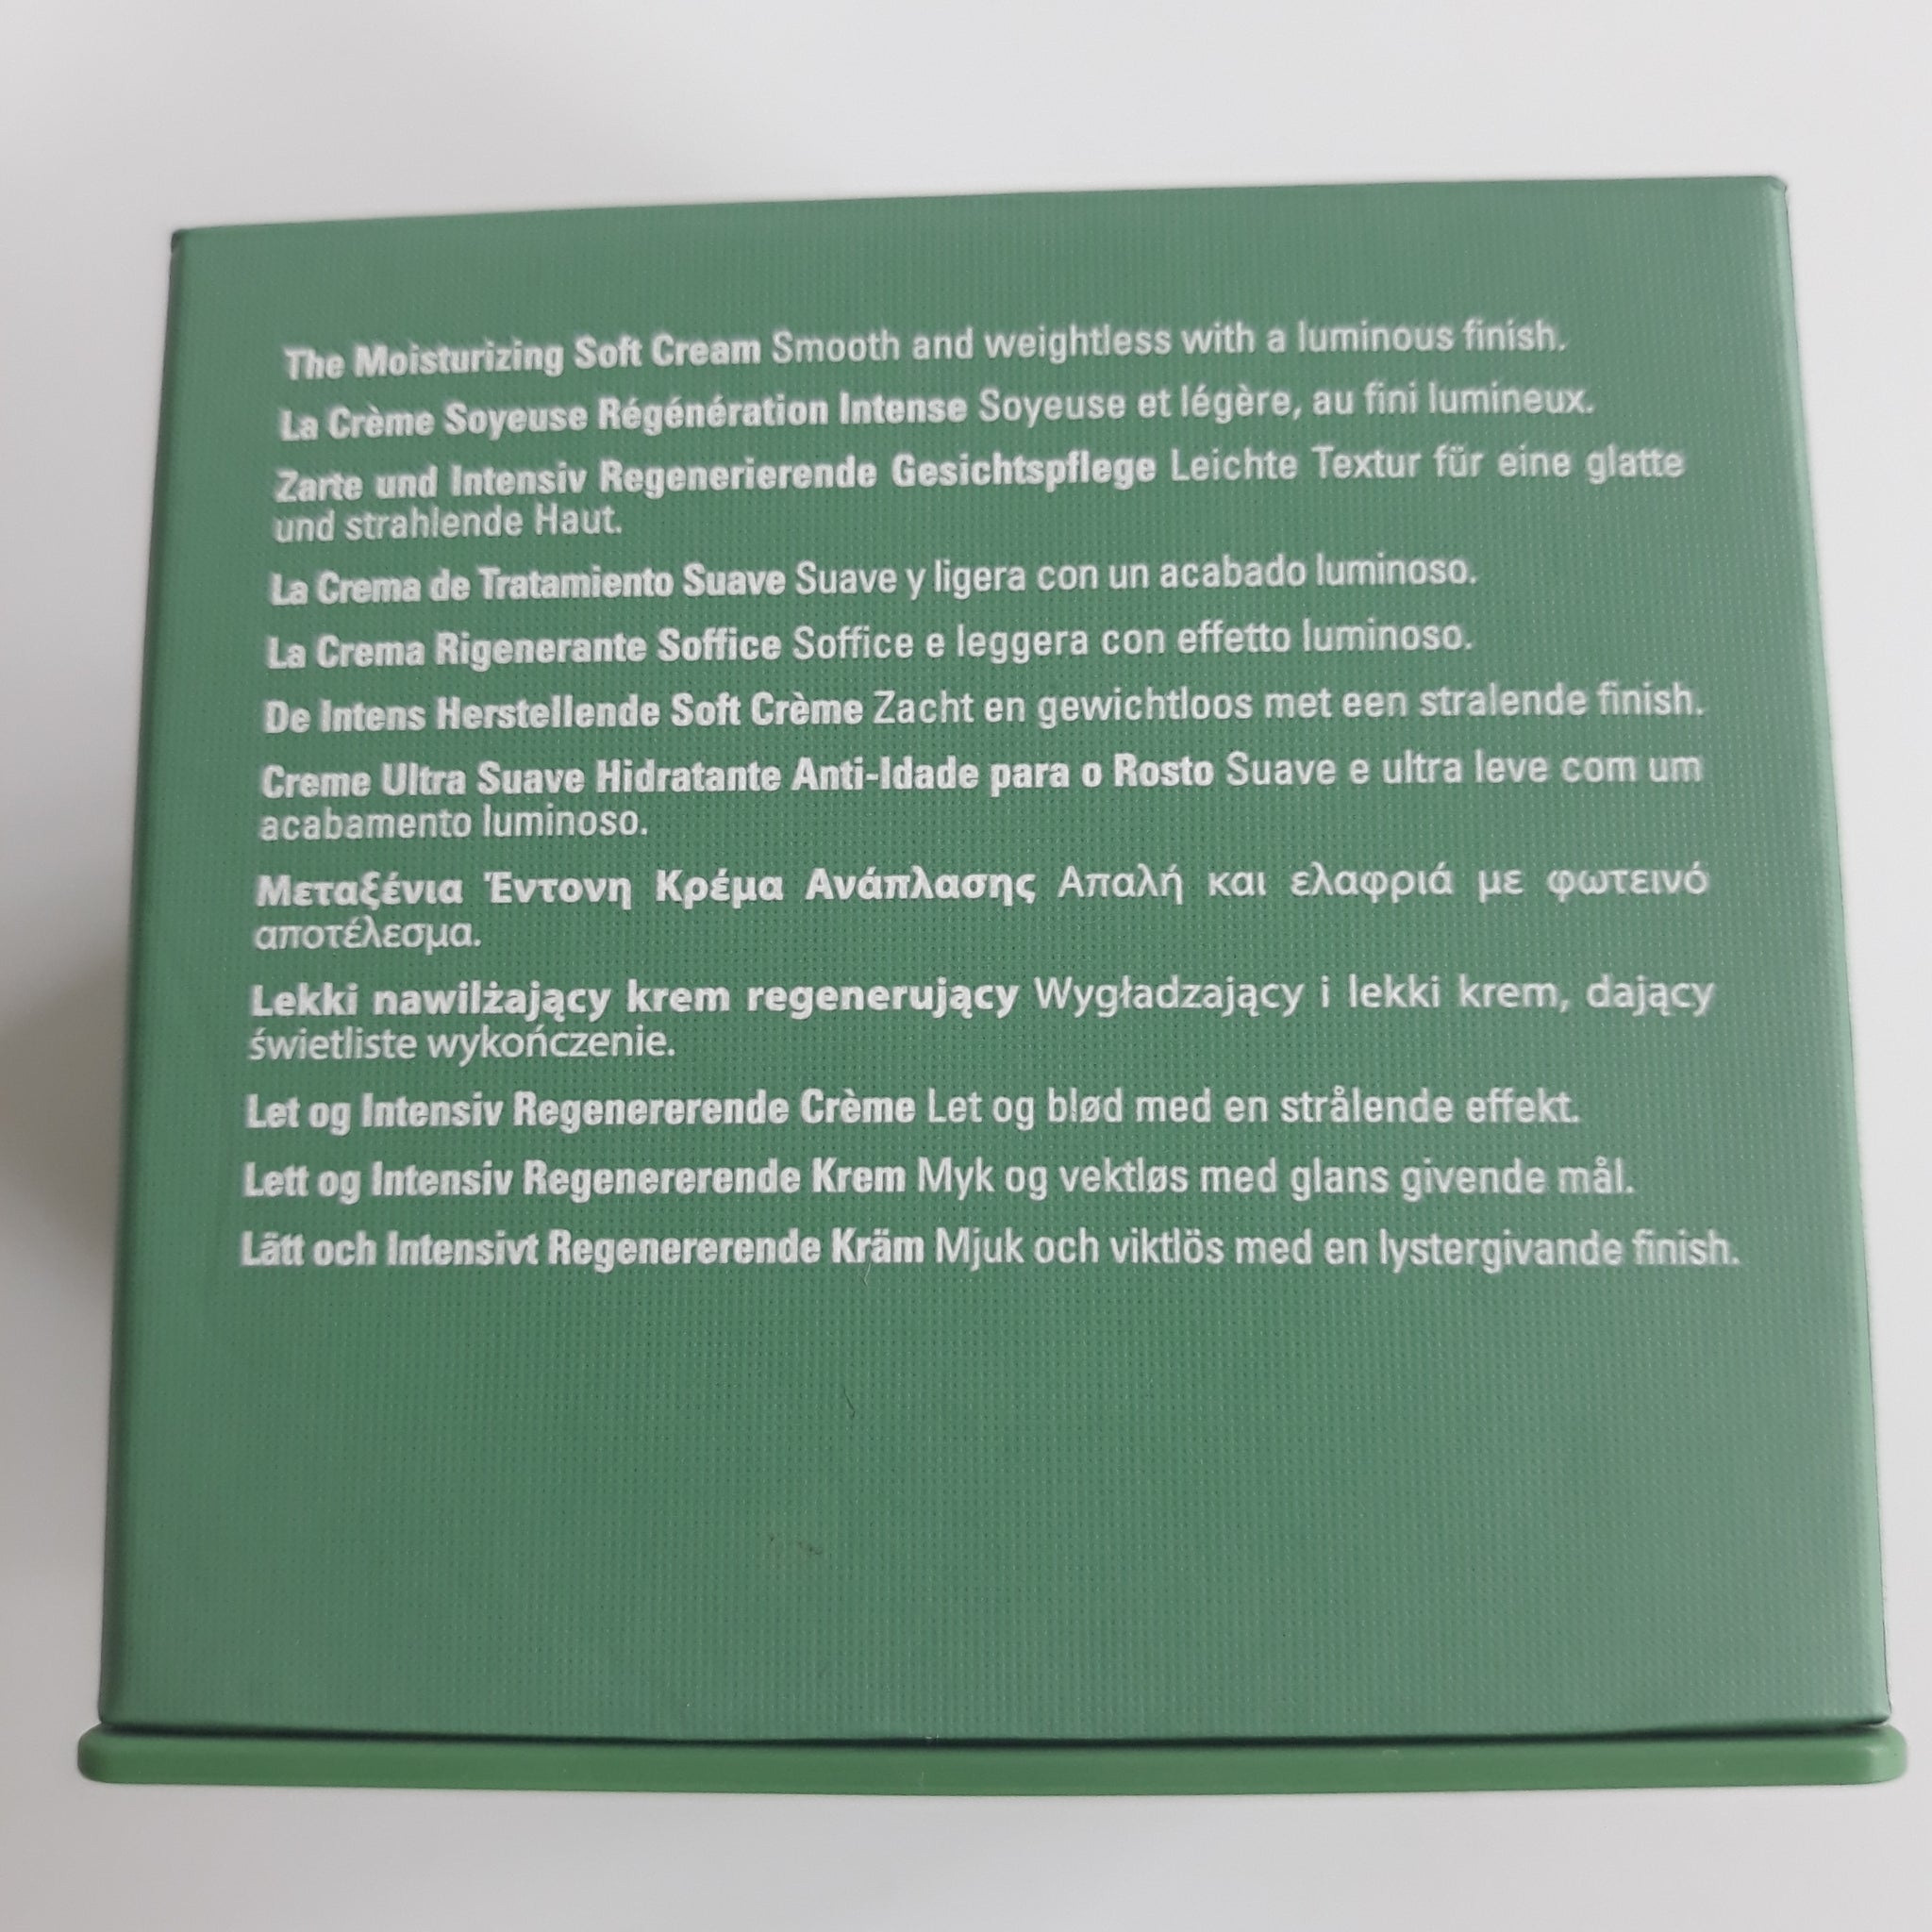 The Moisturizing Soft Cream Smooth and weightless with a luminous finish.
La Crème Soyeuse Régénération Intense Soyeuse et légère, au fini lumineux.
Zarte und Intensiv Regenerierende Gesichtspflege Leichte Textur für eine glatte
und strahlende Haut.
La Crema de Tratamiento Suave Suave y ligera con un acabado luminoso.
La Crema Rigenerante Soffice Soffice e leggera con effetto luminoso.
De Intens Herstellende Soft Crème Zacht en gewichtloos met een stralende finish.
Creme Ultra Suave Hidratante Anti-Idade para o Rosto Suave e ultra leve com um
acabamento luminoso.
Μεταξένια Έντονη Κρέμα Ανάπλασης Απαλή και ελαφριά με φωτεινό
αποτέλεσμα.
Lekki nawilżający krem regenerujący Wygładzający i lekki krem, dający
świetliste wykończenie.
Let og Intensiv Regenererende Crème Let og blød med en strålende effekt.
Lett og Intensiv Regenererende Krem Myk og vektløs med glans givende mål.
Lätt och Intensivt Regenererende Kräm Mjuk och viktlös med en lystergivande finish.